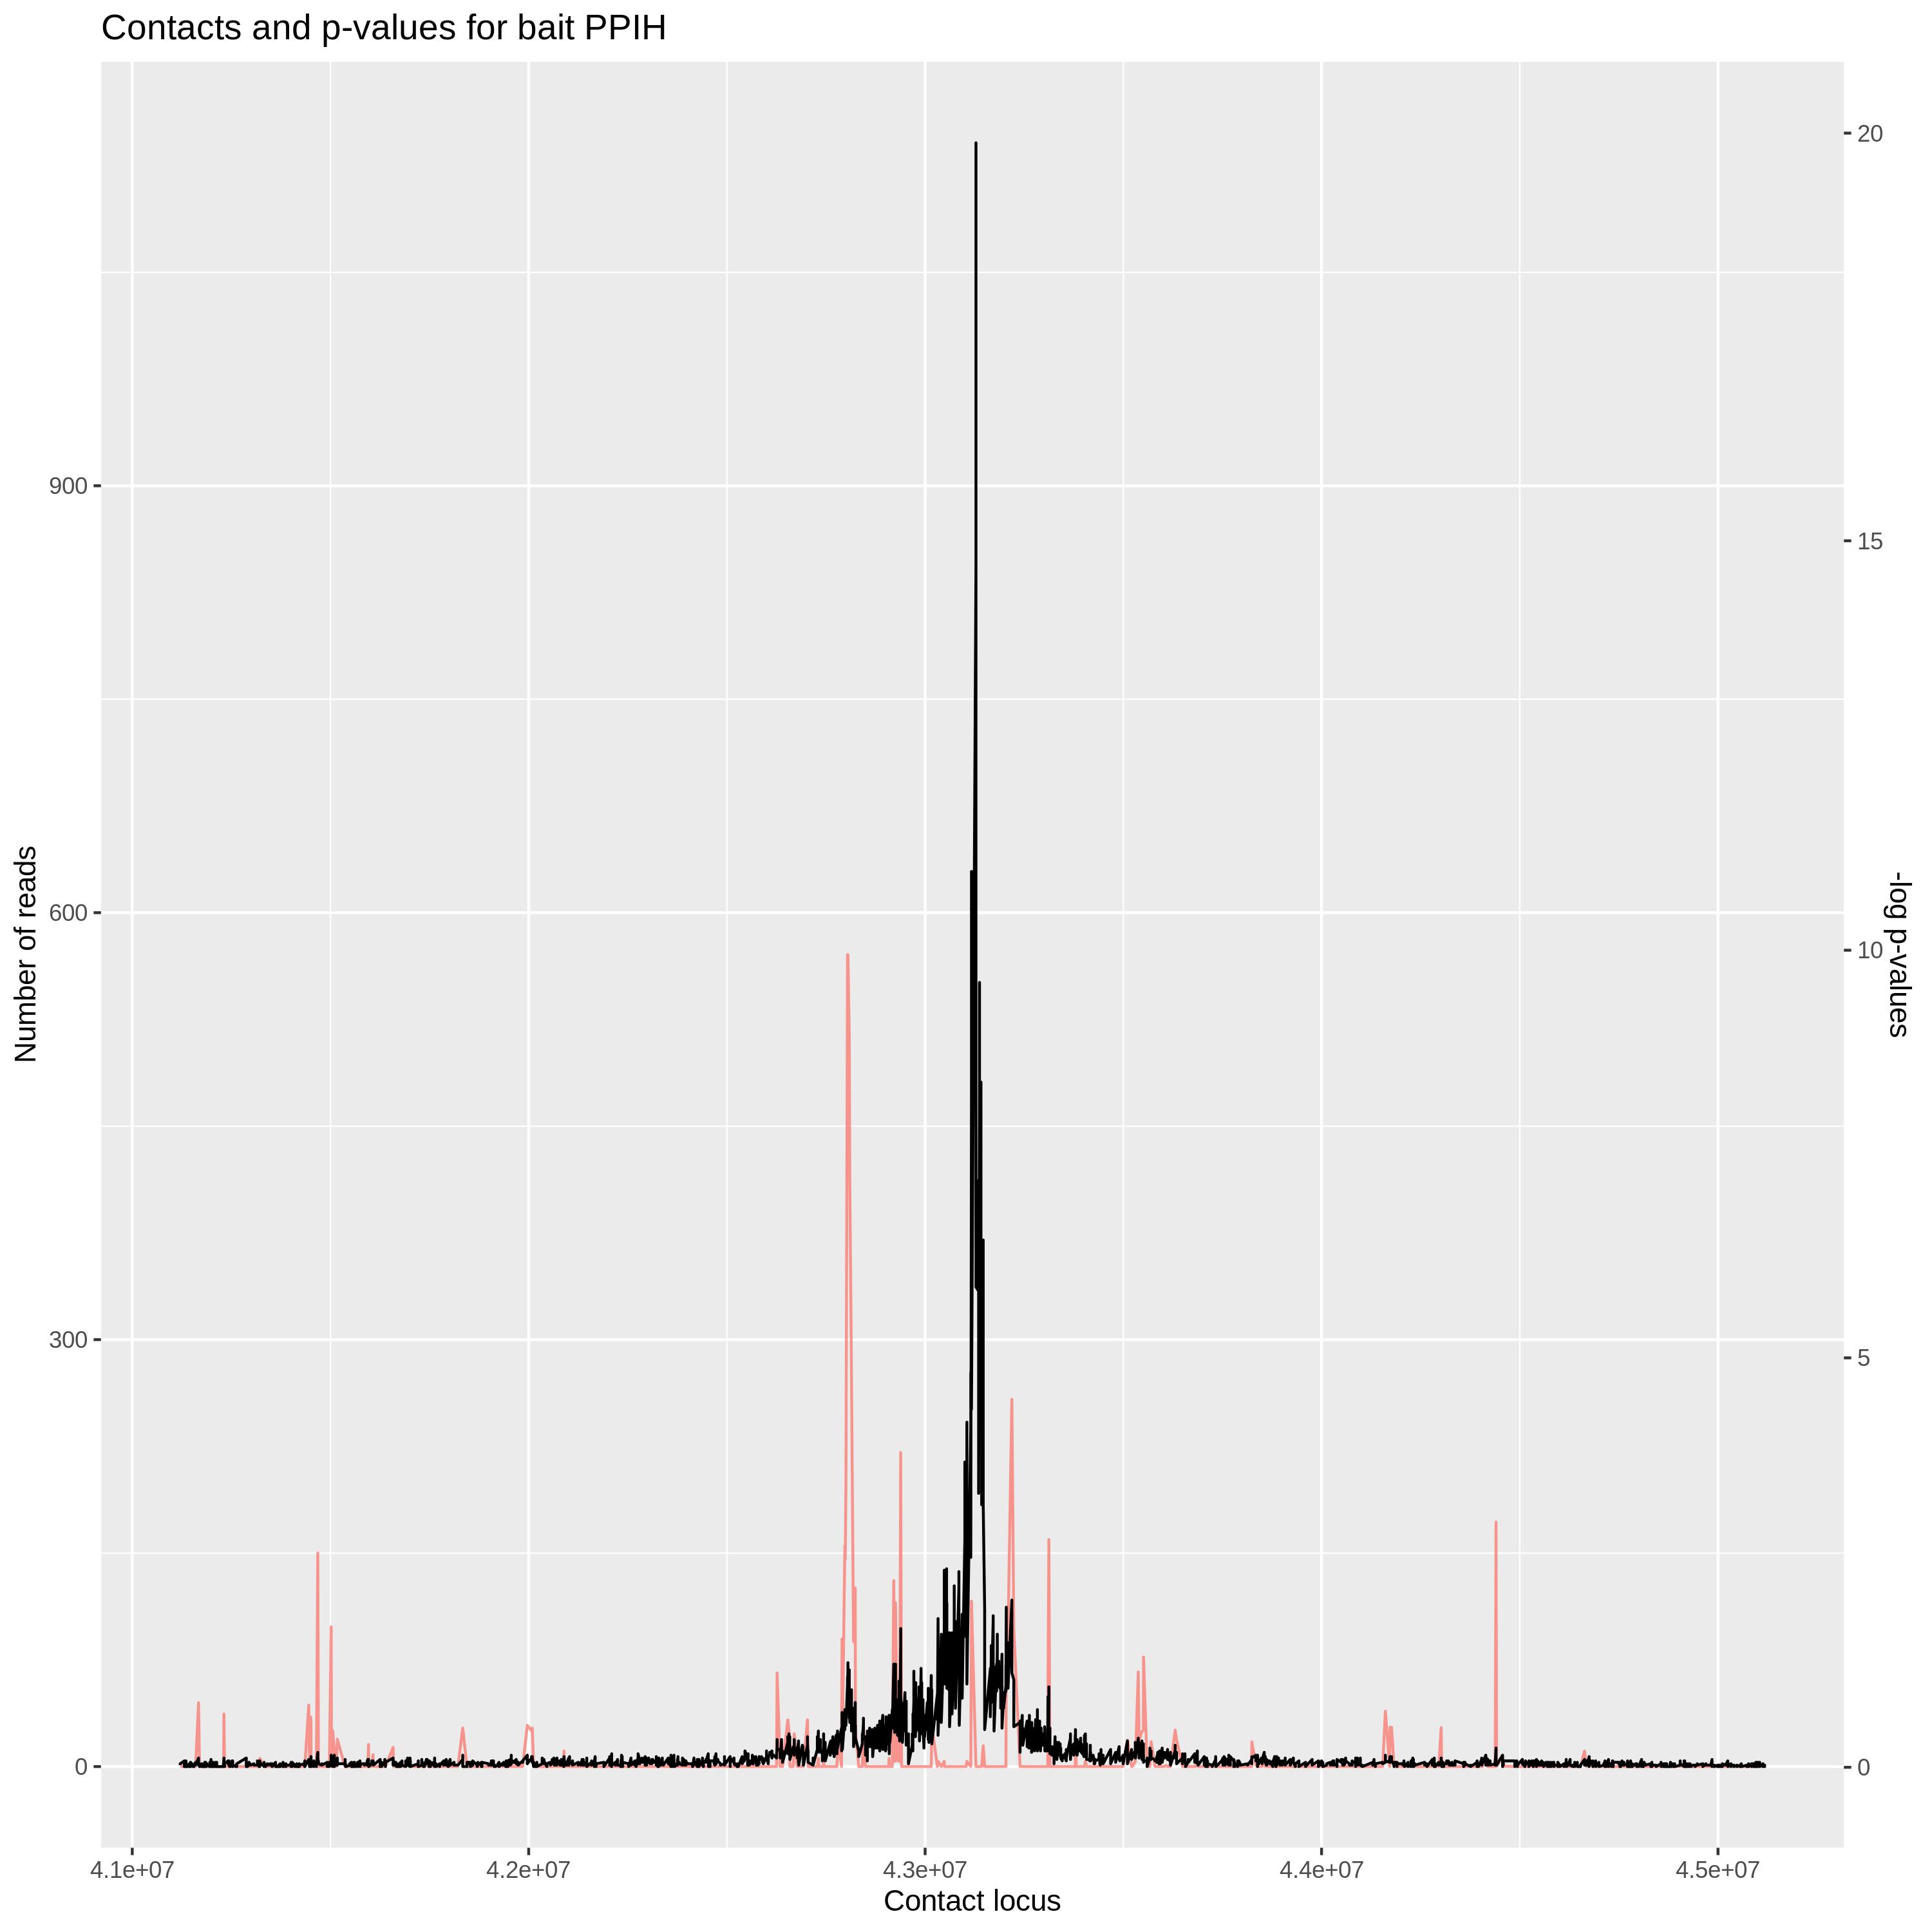 Contacts and p-values for bait PPIH
Number of reads
900
600
300
0
20
15
10
5
0
-log p-values
4.1e+07
4.2e+07
4.3e+07
4.4e+07
4.5e+07
Contact locus